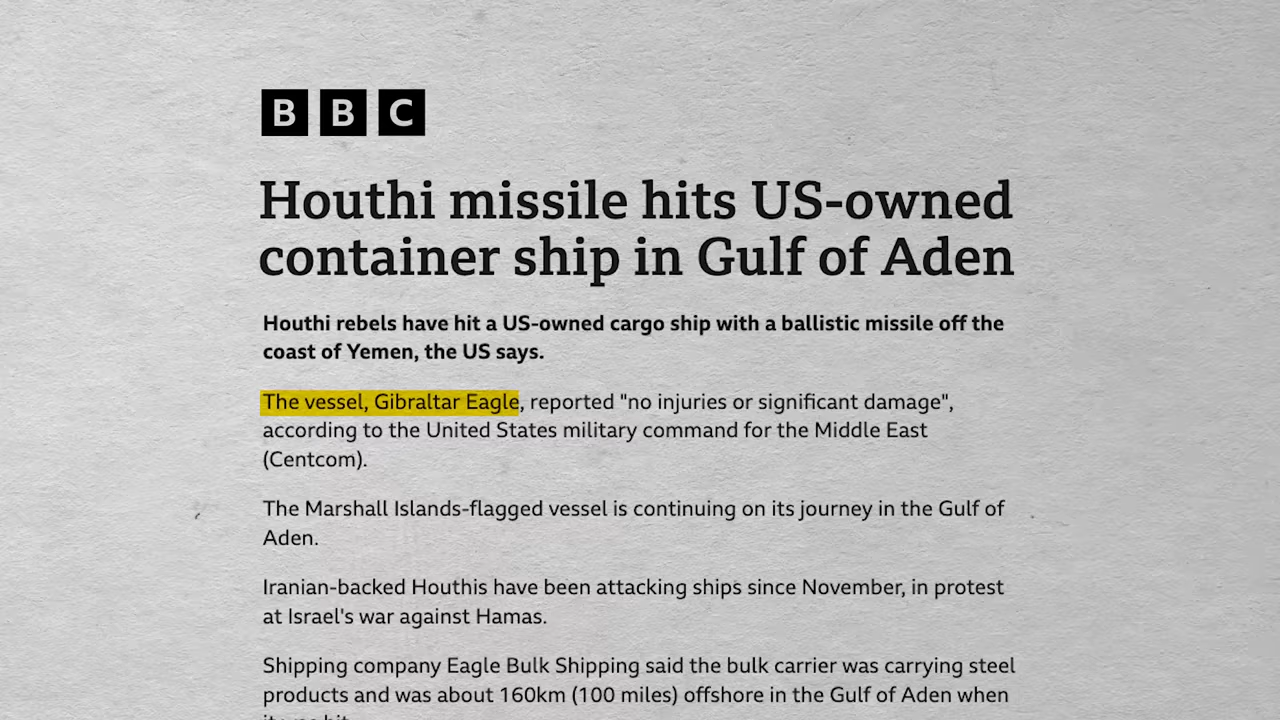 BBC
Houthi missile hits US-owned
container ship in Gulf of Aden
Houthi rebels have hit a US-owned cargo ship with a ballistic missile off the
coast of Yemen, the US says.
The vessel, Gibraltar Eagle, reported "no injuries or significant damage",
according to the United States military command for the Middle East
(Centcom).
The Marshall Islands-flagged vessel is continuing on its journey in the Gulf of
Aden.
Iranian-backed Houthis have been attacking ships since November, in protest
at Israel's war against Hamas.
Shipping company Eagle Bulk Shipping said the bulk carrier was carrying steel
products and was about 160km (100 miles) offshore in the Gulf of Aden when